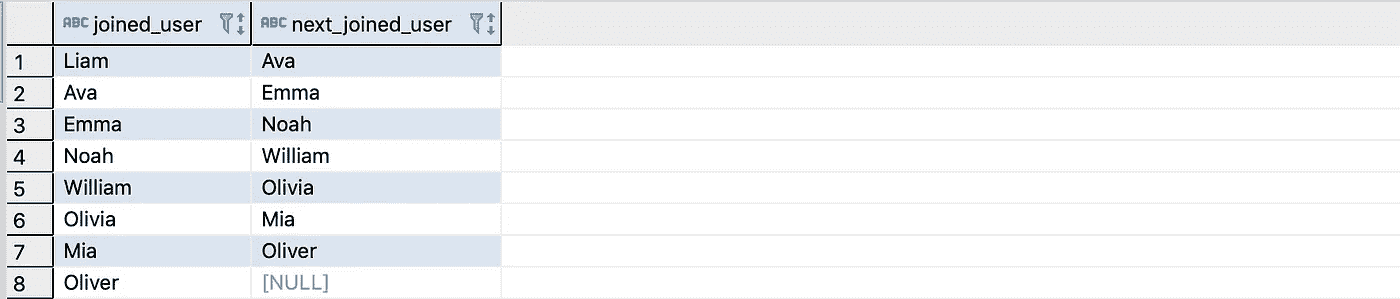 ABC joined_user ABC next_joined_user
1 Liam Ava
2 Ava Emma
3 Emma Noah
4 Noah William
5 William Olivia
6 Olivia Mia
7 Mia Oliver
8 Oliver [NULL]